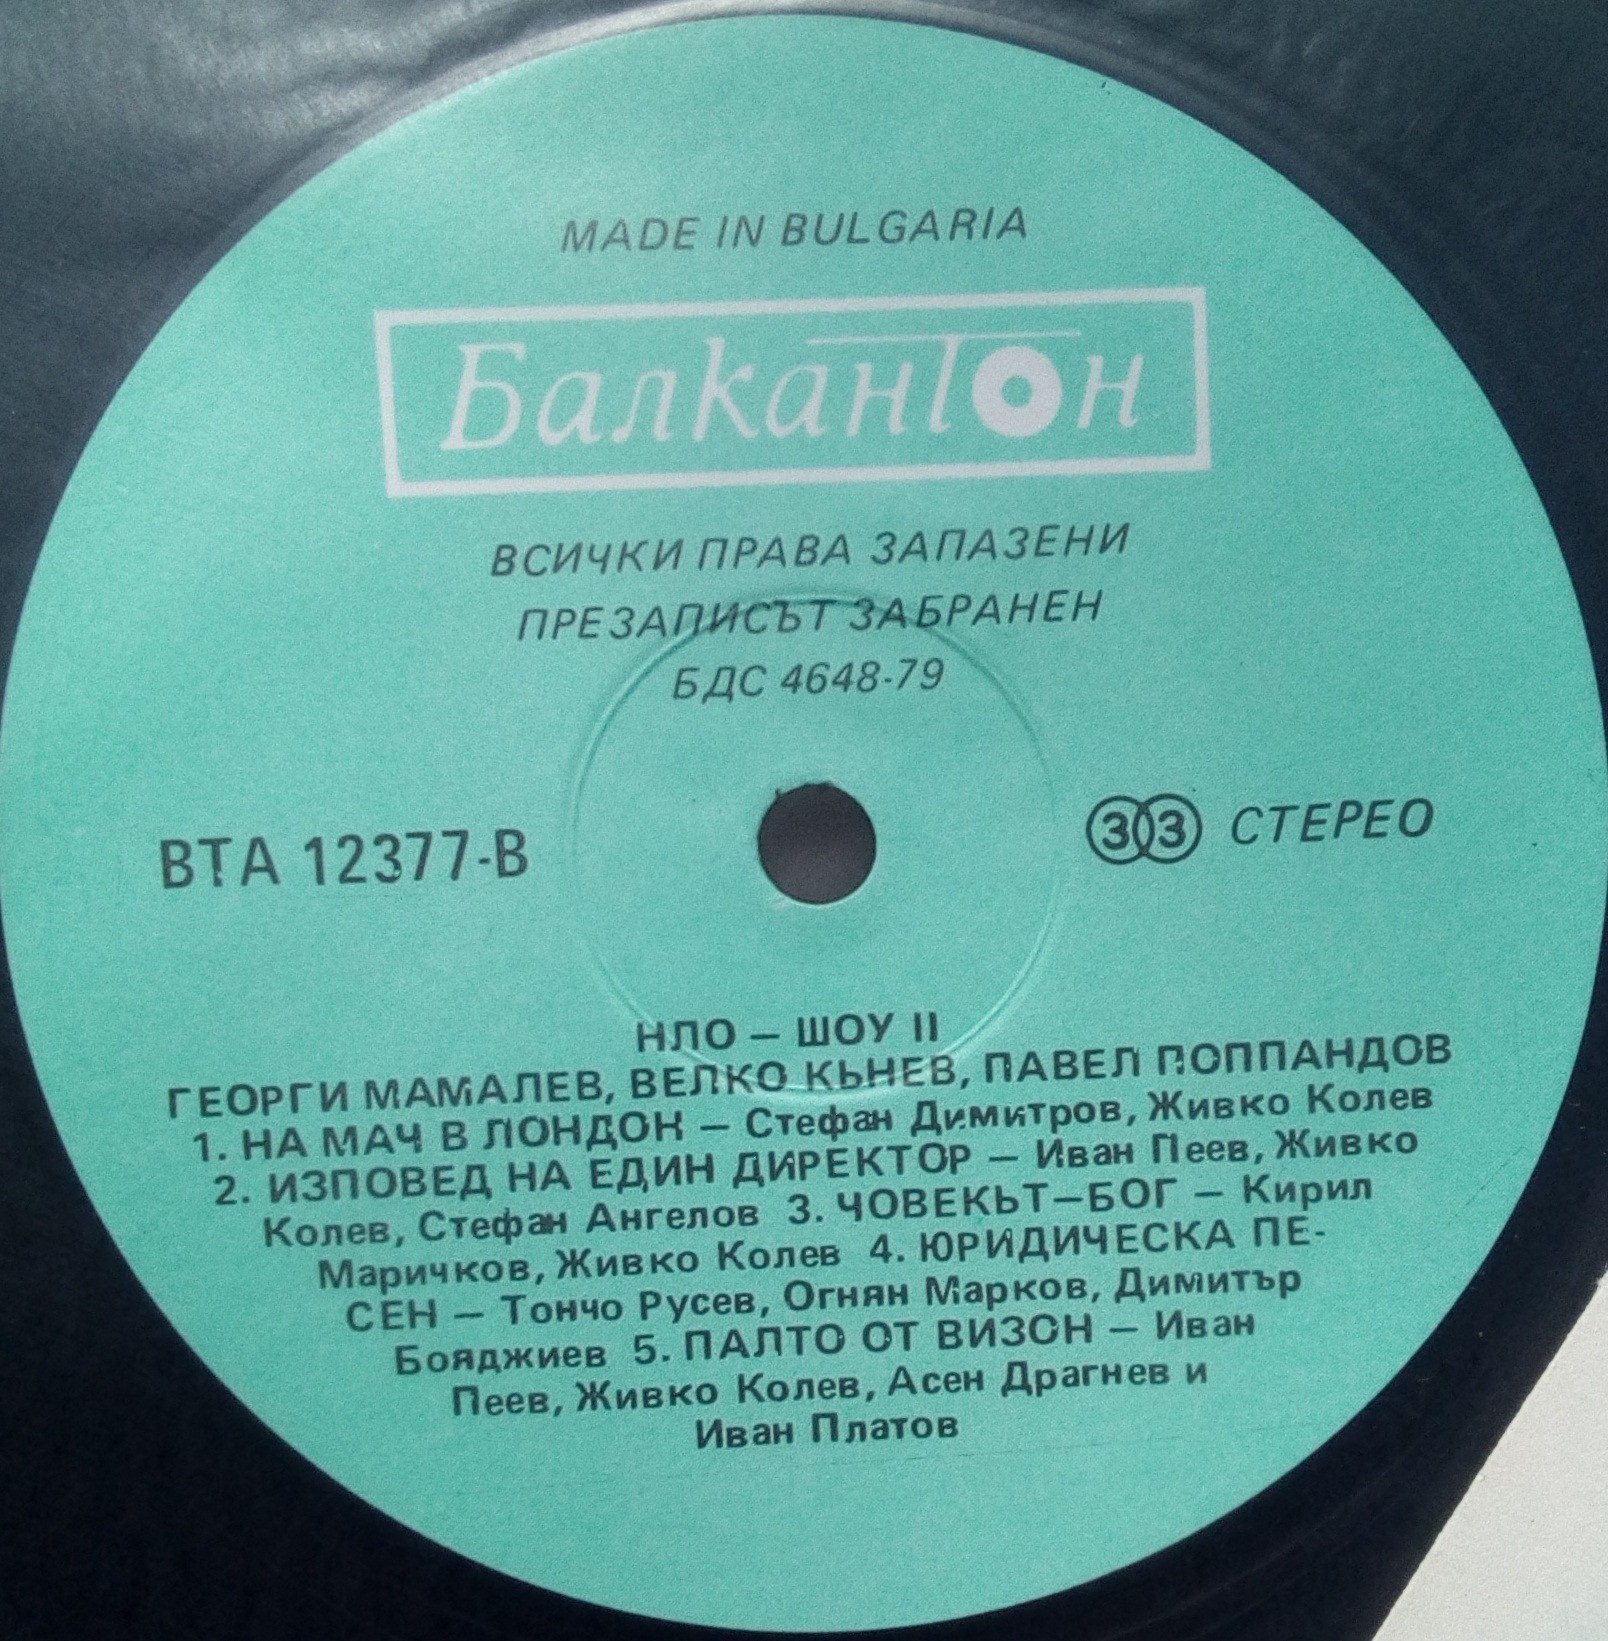 MADE IN BULGARIA
Балкантон
ВСИЧКИ ПРАВА ЗАПАЗЕНИ
ПРЕЗАПИСЪТ ЗАБРАНЕН
БДС 4648-79
ВТА 12377-В
33 СТЕРЕО
НЛО – ШОУ II
ГЕОРГИ МАМАЛЕВ, ВЕЛКО КЪНЕВ, ПАВЕЛ ПОППАНДОВ
1. НА МАЧ В ЛОНДОН – Стефан Димитров, Живко Колев
2. ИЗПОВЕД НА ЕДИН ДИРЕКТОР – Иван Пеев, Живко
Колев, Стефан Ангелов 3. ЧОВЕКЪТ–БОГ – Кирил
Маричков, Живко Колев 4. ЮРИДИЧЕСКА ПЕ-
СЕН – Тончо Русев, Огнян Марков, Димитър
Бояджиев 5. ПАЛТО ОТ ВИЗОН – Иван
Пеев, Живко Колев, Асен Драгнев и
Иван Платов